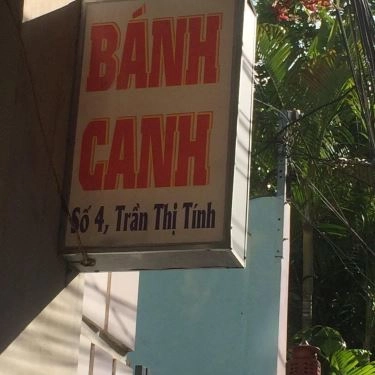 BÁNH
CANH
Số 4, Trần Thị Tính